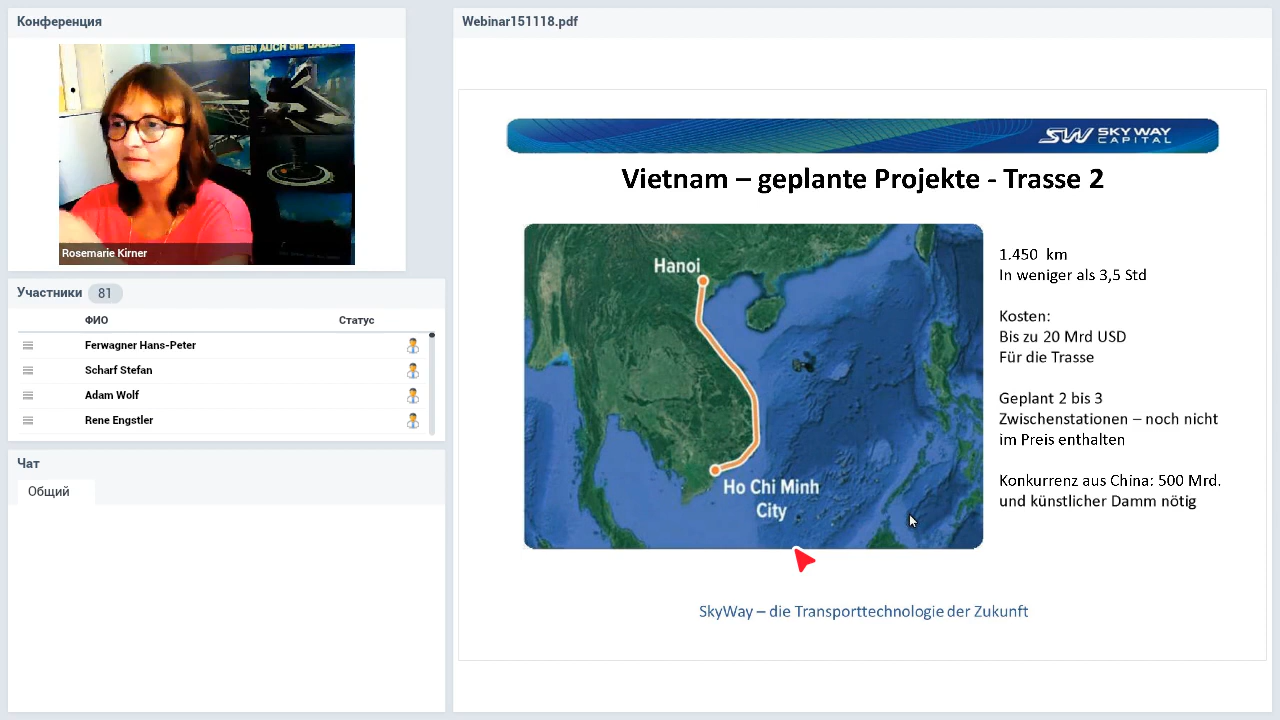 Конференция
SEIEN AUCH SIE DABEI
Rosemarie Kirner
Участники 81
ФИО Статус
Ferwagner Hans-Peter
Scharf Stefan
Adam Wolf
Rene Engstler
Чат
Общий
Webinar151118.pdf
SW SKY WAY
CAPITAL
Vietnam – geplante Projekte - Trasse 2
Hanoi
Ho Chi Minh
City
1.450 km
In weniger als 3,5 Std
Kosten:
Bis zu 20 Mrd USD
Für die Trasse
Geplant 2 bis 3
Zwischenstationen – noch nicht
im Preis enthalten
Konkurrenz aus China: 500 Mrd.
und künstlicher Damm nötig
SkyWay – die Transporttechnologie der Zukunft